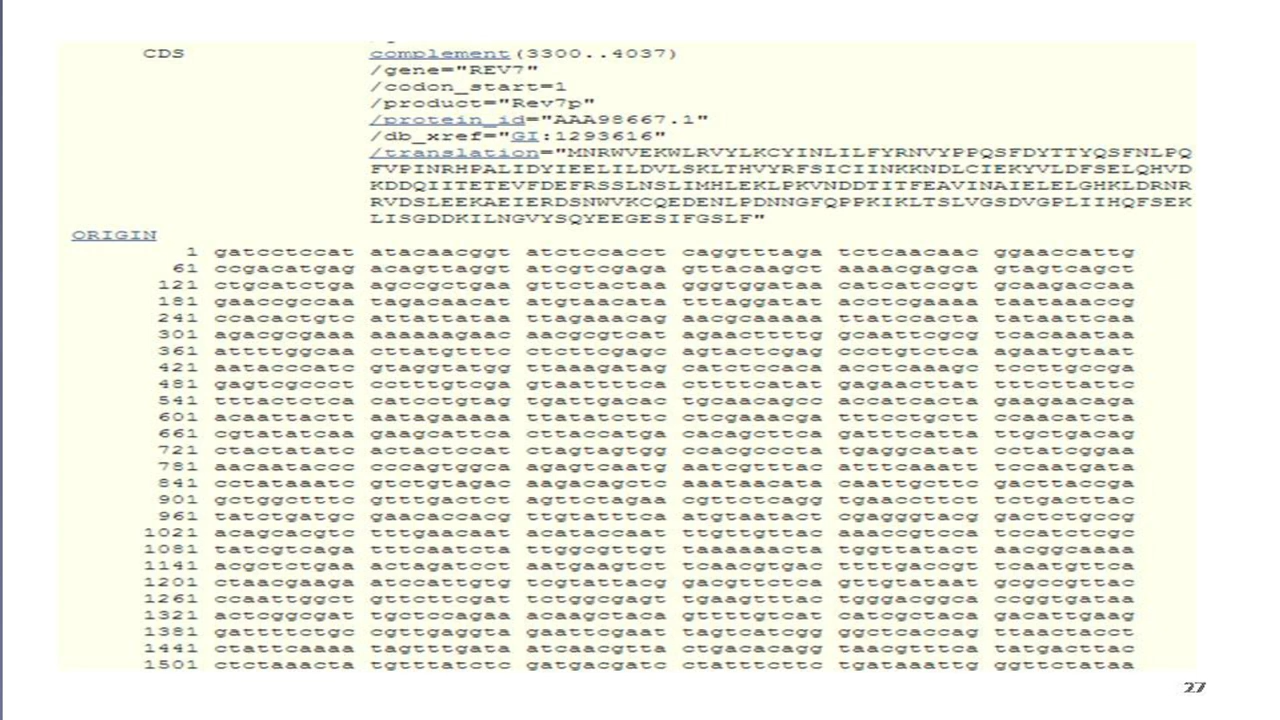 CDS complement(3300..4037)
/gene="REV7"
/codon_start=1
/product="Rev7p"
/protein_id="AAA98667.1"
/db_xref="GI:1293616"
/translation="MNRWVEKWLRVYLKCYINLILFYRNVYPPQSFDYTTYQSFNLPQ
FVPINRHPALIDYIEELILDVLSKLTHVYRFSICIINKKNDLCIEKYVLDFSELQHVD
KDDQIITETEVFDEFRSSLNSLIMHLEKLPKVNDDTITFEAVINAIELELGHKLDRNR
RVDSLEEKAEIERDSNWVKCQEDENLPDNNGFQPPKIKLTSLVGSDVGPLIIHQFSEK
LISGDDKILNGVYSQYEEGESIFGSLF"
ORIGIN
1 gatcctccat atacaacggt atctccacct caggtttaga tctcaacaac ggaaccattg
61 ccgacatgag acagttaggt atcgtcgaga gttacaagct aaaacgagca gtagtcagct
121 ctgcatctga agccgctgaa gttctactaa gggtggataa catcatccgt gcaagaccaa
181 gaaccgccaa tagacaacat atgtaacata tttaggatat acctcgaaaa taataaaccg
241 ccacactgtc attattataa ttagaaacag aacgcaaaaa ttatccacta tataattcaa
301 agacgcgaaa aaaaaagaac aacgcgtcat agaacttttg gcaattcgcg tcacaaataa
361 attttggcaa cttatgtttc ctcttcgagc agtactcgag ccctgtctca agaatgtaat
421 aatacccatc gtaggtatgg ttaaagatag catctccaca acctcaaagc tccttgccga
481 gagtcgccct cctttgtcga gtaattttca cttttcatat gagaacttat tttcttattc
541 tttactctca catcctgtag tgattgacac tgcaacagcc accatcacta gaagaacaga
601 acaattactt aatagaaaaa ttatatcttc ctcgaaacga tttcctgctt ccaacatcta
661 cgtatatcaa gaagcattca cttaccatga cacagcttca gatttcatta ttgctgacag
721 ctactatatc actactccat ctagtagtgg ccacgcccta tgaggcatat cctatcggaa
781 aacaataccc cccagtggca agagtcaatg aatcgtttac atttcaaatt tccaatgata
841 cctataaatc gtctgtagac aagacagctc aaataacata caattgcttc gacttaccga
901 gctggctttc gtttgactct agttctagaa cgttctcagg tgaaccttct tctgacttac
961 tatctgatgc gaacaccacg ttgtatttca atgtaatact cgagggtacg gactctgccg
1021 acagcacgtc tttgaacaat acataccaat ttgttgttac aaaccgtcca tccatctcgc
1081 tatcgtcaga tttcaatcta ttggcgttgt taaaaaacta tggttatact aacggcaaaa
1141 acgctctgaa actagatcct aatgaagtct tcaacgtgac ttttgaccgt tcaatgttca
1201 ctaacgaaga atccattgtg tcgtattacg gacgttctca gttgtataat gcgccgttac
1261 ccaattggct gttcttcgat tctggcgagt tgaagtttac tgggacggca ccggtgataa
1321 actcggcgat tgctccagaa acaagctaca gttttgtcat catcgctaca gacattgaag
1381 gattttctgc cgttgaggta gaattcgaat tagtcatcgg ggctcaccag ttaactacct
1441 ctattcaaaa tagtttgata atcaacgtta ctgacacagg taacgtttca tatgacttac
1501 ctctaaacta tgtttatctc gatgacgatc ctatttcttc tgataaattg ggttctataa
27